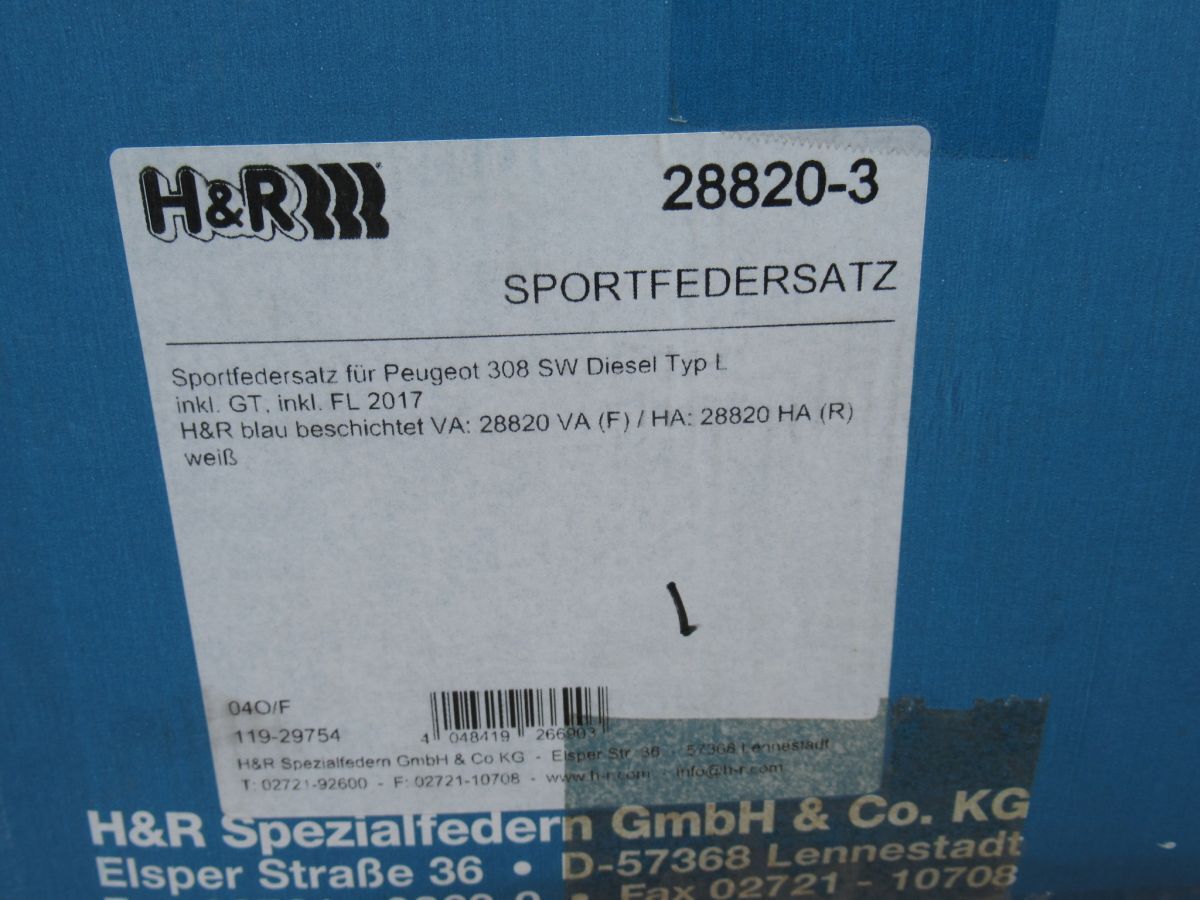 H&R
28820-3
SPORTFEDERSATZ
Sportfedersatz für Peugeot 308 SW Diesel Typ L
inkl. GT, inkl. FL 2017
H&R blau beschichtet VA: 28820 VA (F) / HA: 28820 HA (R)
weiß
04O/F
119-29754
4 048419 266903
H&R Spezialfedern GmbH & Co KG - Elsper Str. 36 - 57368 Lennestadt
T: 02721-92600 - F: 02721-10708 - www.h-r.com - info@h-r.com
H&R Spezialfedern GmbH & Co. KG
Elsper Straße 36 • D-57368 Lennestadt
• Fax 02721 - 10708